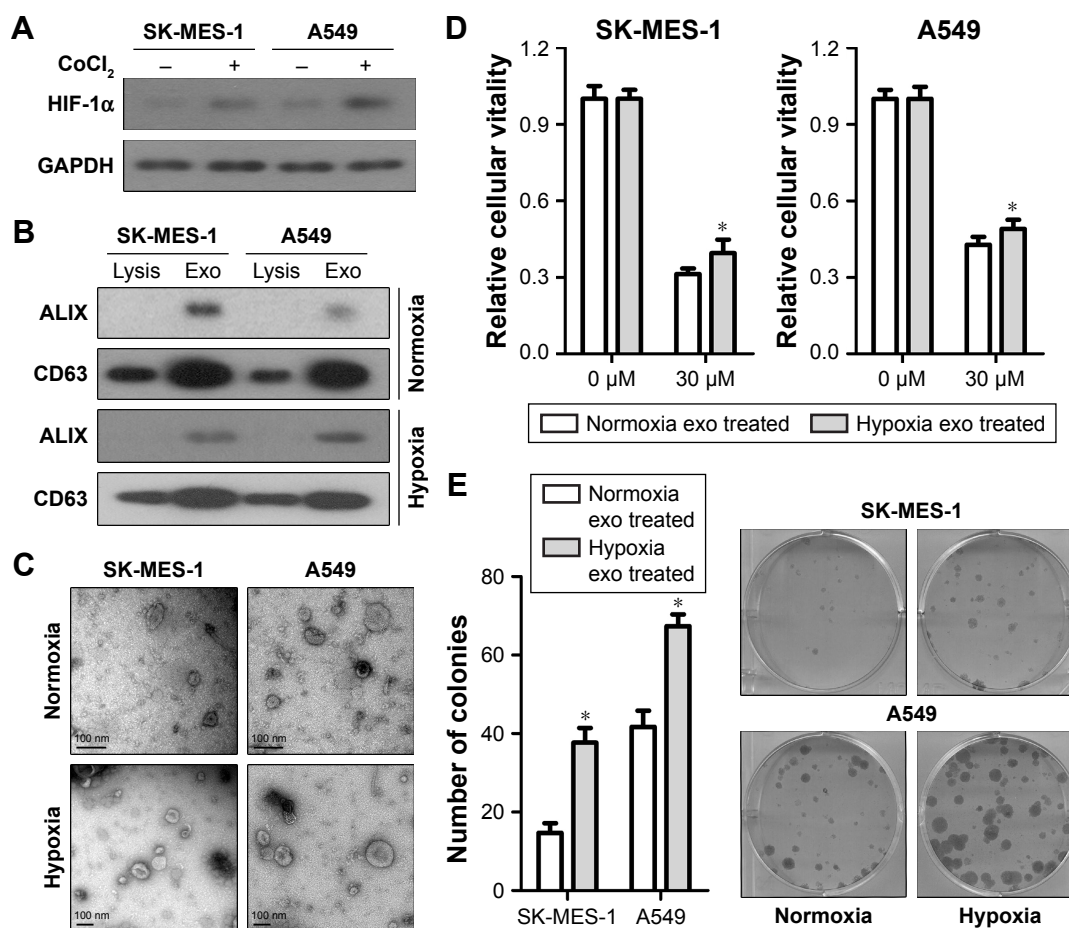 A
SK-MES-1 A549
CoCl₂ – + – +
HIF-1α
GAPDH
B
SK-MES-1 A549
Lysis Exo Lysis Exo
ALIX
CD63
Normoxia
ALIX
CD63
Hypoxia
C
SK-MES-1 A549
Normoxia
100 nm 100 nm
Hypoxia
100 nm 100 nm
D
SK-MES-1
Relative cellular vitality
1.2
0.9
0.6
0.3
0.0
*
0 µM 30 µM
A549
Relative cellular vitality
1.2
0.9
0.6
0.3
0.0
*
0 µM 30 µM
Normoxia exo treated Hypoxia exo treated
E
Normoxia
exo treated
Hypoxia
exo treated
Number of colonies
80
60
40
20
0
*
*
SK-MES-1 A549
SK-MES-1
A549
Normoxia Hypoxia